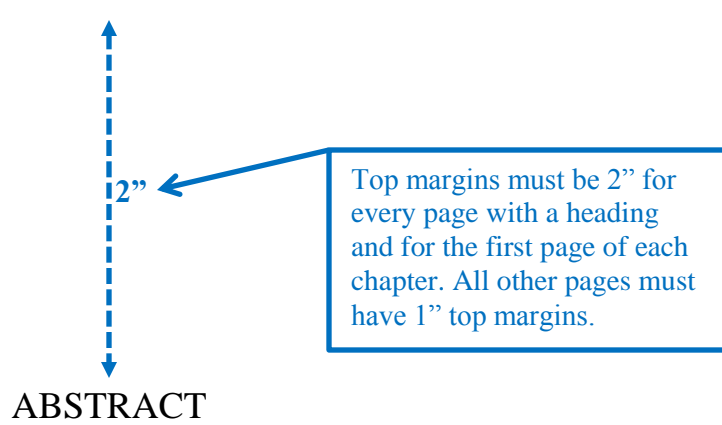 2”
Top margins must be 2” for
every page with a heading
and for the first page of each
chapter. All other pages must
have 1” top margins.
ABSTRACT